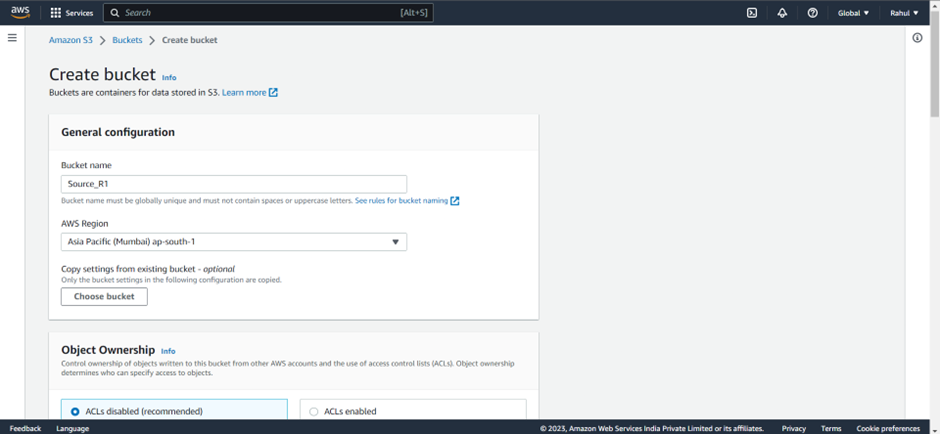 aws Services Search [Alt+S] Global Rahul
Amazon S3 > Buckets > Create bucket
Create bucket Info
Buckets are containers for data stored in S3. Learn more
General configuration
Bucket name
Source_R1
Bucket name must be globally unique and must not contain spaces or uppercase letters. See rules for bucket naming
AWS Region
Asia Pacific (Mumbai) ap-south-1
Copy settings from existing bucket - optional
Only the bucket settings in the following configuration are copied.
Choose bucket
Object Ownership Info
Control ownership of objects written to this bucket from other AWS accounts and the use of access control lists (ACLs). Object ownership
determines who can specify access to objects.
ACLs disabled (recommended) ACLs enabled
Feedback Language © 2023, Amazon Web Services India Private Limited or its affiliates. Privacy Terms Cookie preferences